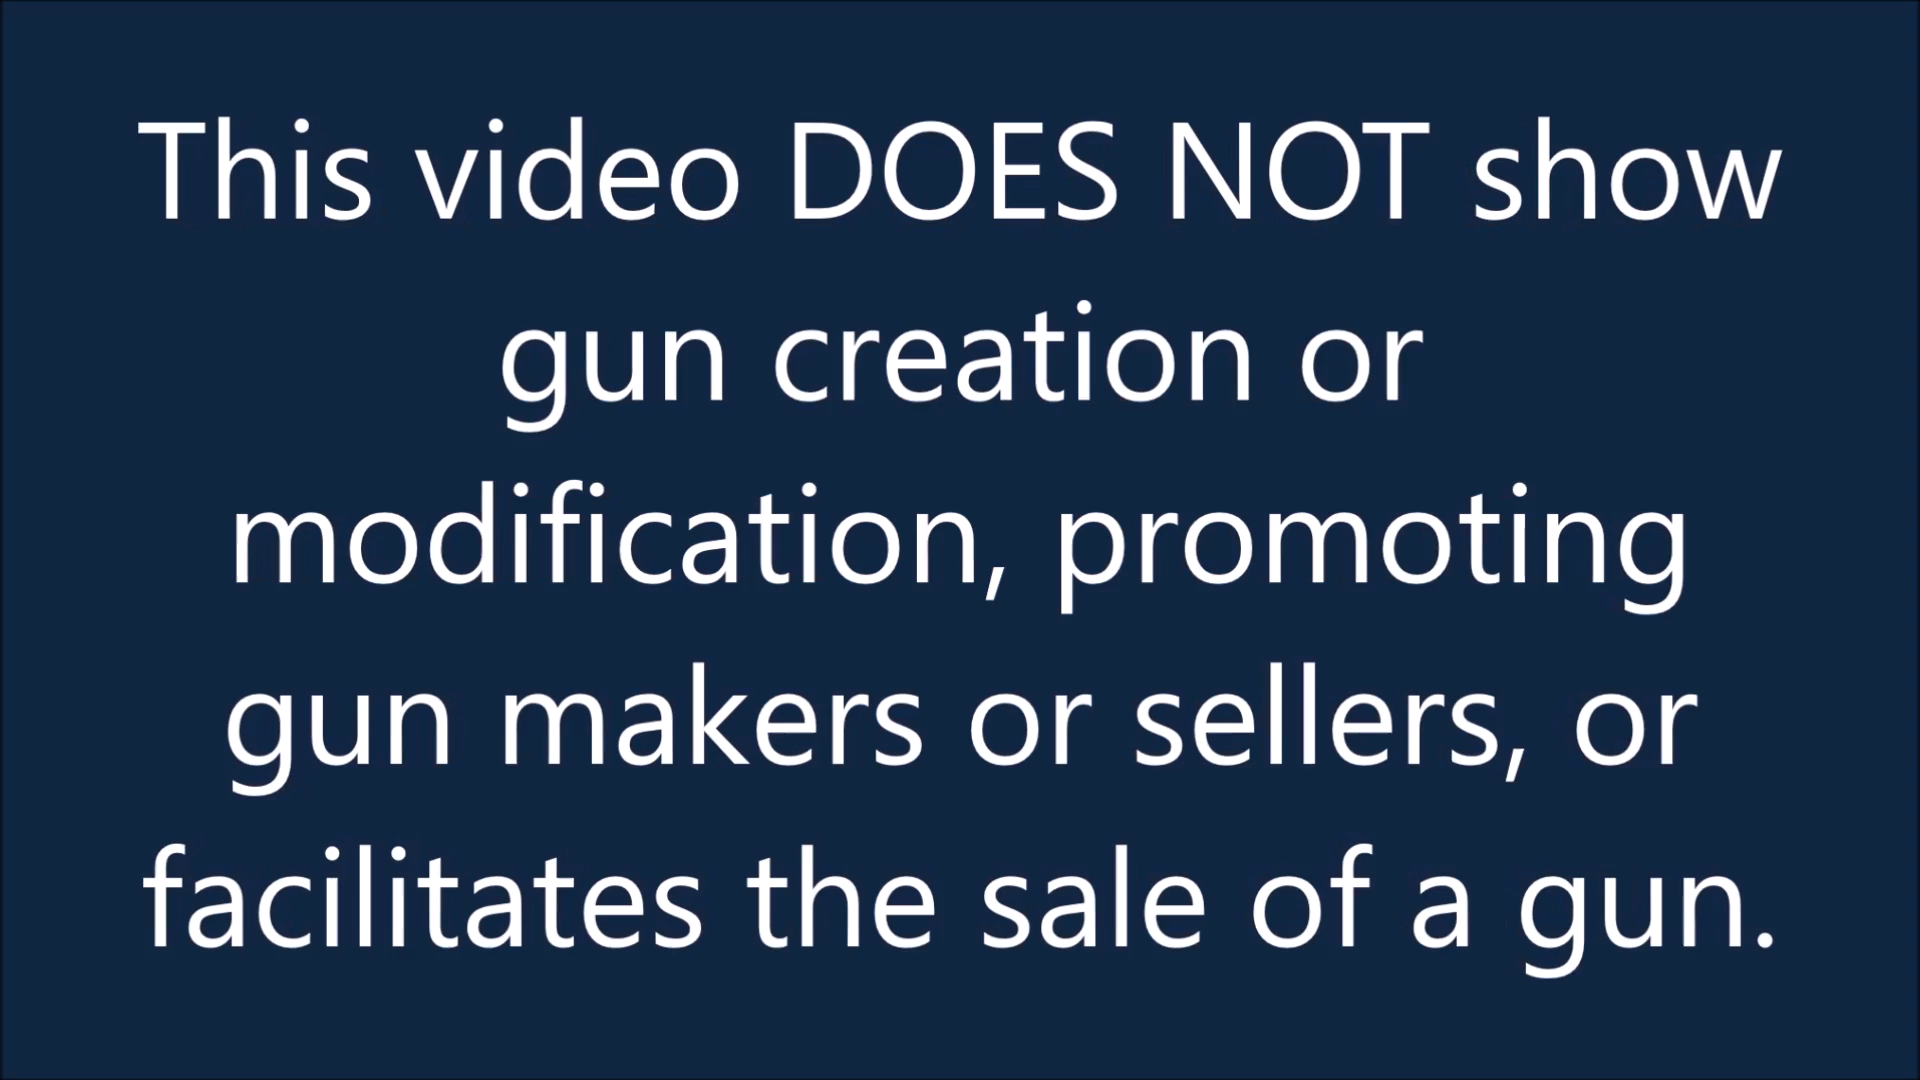 This video DOES NOT show
gun creation or
modification, promoting
gun makers or sellers, or
facilitates the sale of a gun.